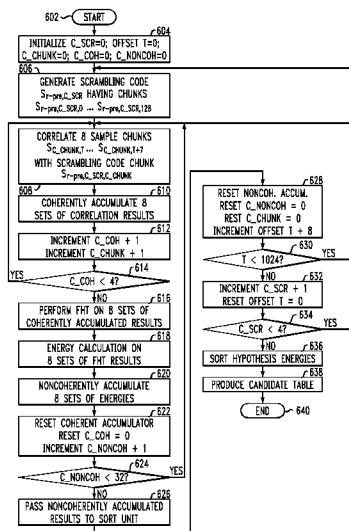 602
START
604
INITIALIZE C_SCR=0; OFFSET T=0;
C_CHUNK=0; C_COH=0; C_NONCOH=0
606
GENERATE SCRAMBLING CODE
Sr-pre,C_SCR HAVING CHUNKS
Sr-pre,C_SCR,0 ... Sr-pre,C_SCR,128
CORRELATE 8 SAMPLE CHUNKS
SC_CHUNK,T... SC_CHUNK,T+7
WITH SCRAMBLING CODE CHUNK
Sr-pre,C_SCR,C_CHUNK
608
610
COHERENTLY ACCUMULATE 8
SETS OF CORRELATION RESULTS
612
INCREMENT C_COH + 1
INCREMENT C_CHUNK + 1
614
YES
C_COH < 4?
NO
616
PERFORM FHT ON 8 SETS OF
COHERENTLY ACCUMULATED RESULTS
618
ENERGY CALCULATION ON
8 SETS OF FHT RESULTS
620
NONCOHERENTLY ACCUMULATE
8 SETS OF ENERGIES
622
RESET COHERENT ACCUMULATOR
RESET C_COH = 0
INCREMENT C_NONCOH + 1
624
C_NONCOH < 32?
YES
NO
626
PASS NONCOHERENTLY ACCUMULATED
RESULTS TO SORT UNIT
628
RESET NONCOH. ACCUM.
RESET C_NONCOH = 0
REST C_CHUNK = 0
INCREMENT OFFSET T + 8
630
T < 1024?
YES
NO
632
INCREMENT C_SCR + 1
RESET OFFSET T = 0
634
C_SCR < 4?
YES
NO
636
SORT HYPOTHESIS ENERGIES
638
PRODUCE CANDIDATE TABLE
END
640